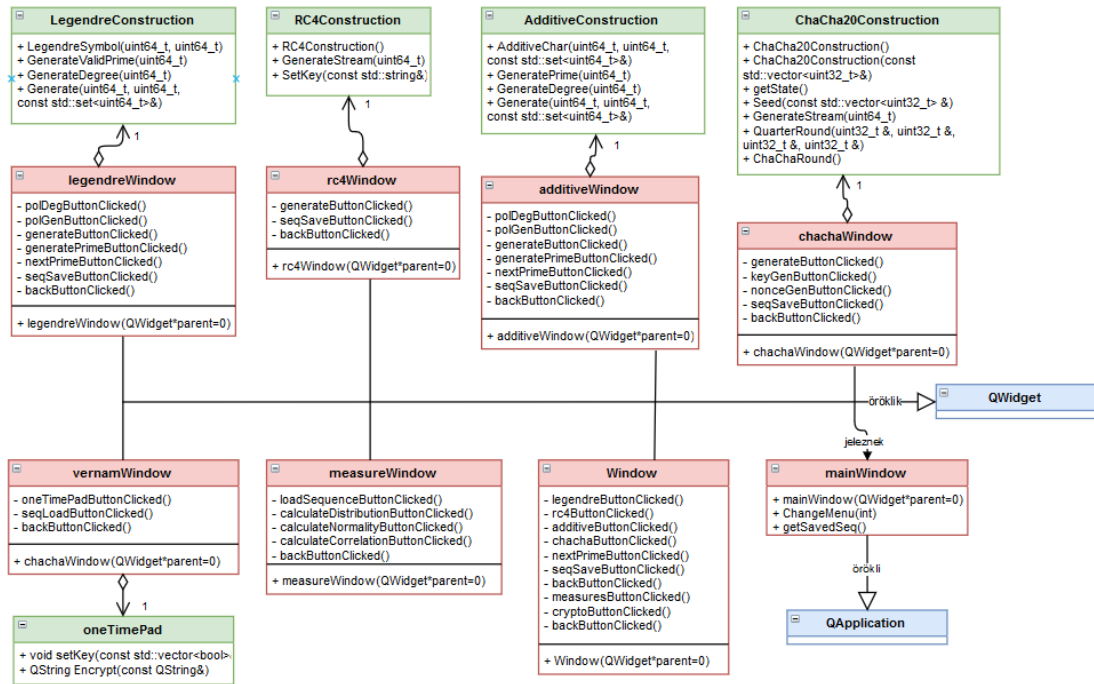 LegendreConstruction
+ LegendreSymbol(uint64_t, uint64_t)
+ GenerateValidPrime(uint64_t)
+ GenerateDegree(uint64_t)
+ Generate(uint64_t, uint64_t,
const std::set<uint64_t>&)
RC4Construction
+ RC4Construction()
+ GenerateStream(uint64_t)
+ SetKey(const std::string&)
AdditiveConstruction
+ AdditiveChar(uint64_t, uint64_t,
const std::set<uint64_t>&)
+ GeneratePrime(uint64_t)
+ GenerateDegree(uint64_t)
+ Generate(uint64_t, uint64_t,
const std::set<uint64_t>&)
ChaCha20Construction
+ ChaCha20Construction()
+ ChaCha20Construction(const
std::vector<uint32_t>&)
+ getState()
+ Seed(const std::vector<uint32_t> &)
+ GenerateStream(uint64_t)
+ QuarterRound(uint32_t &, uint32_t &,
uint32_t &, uint32_t &)
+ ChaChaRound()
1
1
1
1
legendreWindow
- polDegButtonClicked()
- polGenButtonClicked()
- generateButtonClicked()
- generatePrimeButtonClicked()
- nextPrimeButtonClicked()
- seqSaveButtonClicked()
- backButtonClicked()
+ legendreWindow(QWidget*parent=0)
rc4Window
- generateButtonClicked()
- seqSaveButtonClicked()
- backButtonClicked()
+ rc4Window(QWidget*parent=0)
additiveWindow
- polDegButtonClicked()
- polGenButtonClicked()
- generateButtonClicked()
- generatePrimeButtonClicked()
- nextPrimeButtonClicked()
- seqSaveButtonClicked()
- backButtonClicked()
+ additiveWindow(QWidget*parent=0)
chachaWindow
- generateButtonClicked()
- keyGenButtonClicked()
- nonceGenButtonClicked()
- seqSaveButtonClicked()
- backButtonClicked()
+ chachaWindow(QWidget*parent=0)
öröklik
QWidget
jeleznek
vernamWindow
- oneTimePadButtonClicked()
- seqLoadButtonClicked()
- backButtonClicked()
+ chachaWindow(QWidget*parent=0)
measureWindow
- loadSequenceButtonClicked()
- calculateDistributionButtonClicked()
- calculateNormalityButtonClicked()
- calculateCorrelationButtonClicked()
- backButtonClicked()
+ measureWindow(QWidget*parent=0)
Window
- legendreButtonClicked()
- rc4ButtonClicked()
- additiveButtonClicked()
- chachaButtonClicked()
- nextPrimeButtonClicked()
- seqSaveButtonClicked()
- backButtonClicked()
- measuresButtonClicked()
- cryptoButtonClicked()
- backButtonClicked()
+ Window(QWidget*parent=0)
mainWindow
+ mainWindow(QWidget*parent=0)
+ ChangeMenu(int)
+ getSavedSeq()
örökli
QApplication
1
oneTimePad
+ void setKey(const std::vector<bool>
+ QString Encrypt(const QString&)